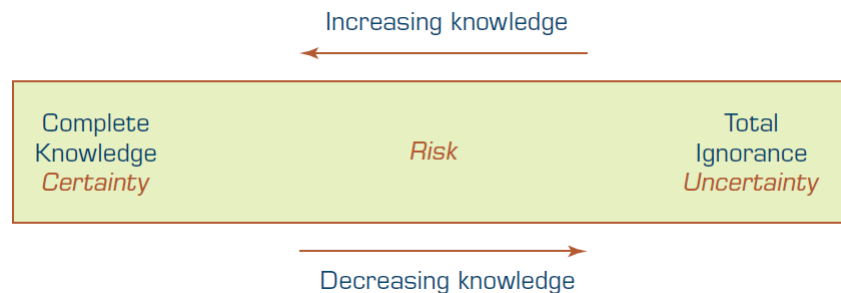 Increasing knowledge
Complete
Knowledge
Certainty
Risk
Total
Ignorance
Uncertainty
Decreasing knowledge